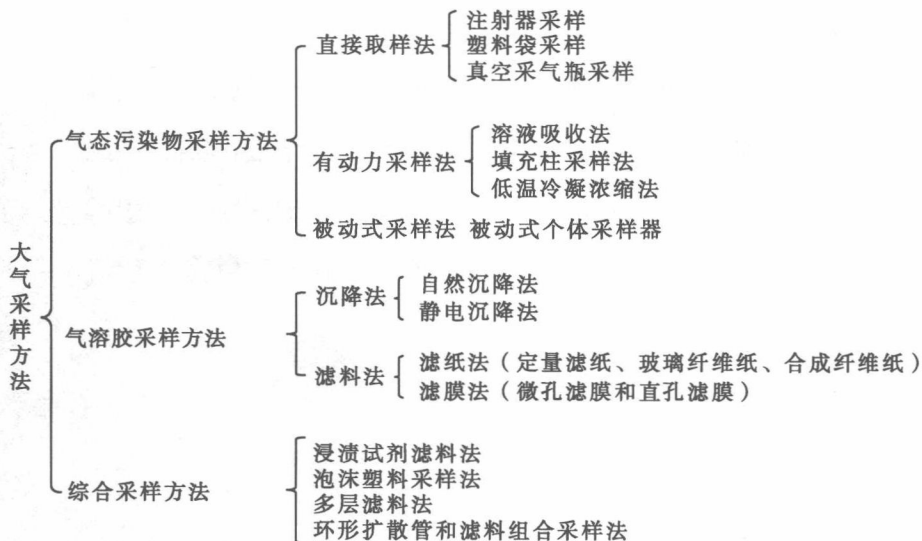 大气采样方法
气态污染物采样方法
直接取样法
注射器采样
塑料袋采样
真空采气瓶采样
有动力采样法
溶液吸收法
填充柱采样法
低温冷凝浓缩法
被动式采样法 被动式个体采样器
气溶胶采样方法
沉降法
自然沉降法
静电沉降法
滤料法
滤纸法（定量滤纸、玻璃纤维纸、合成纤维纸）
滤膜法（微孔滤膜和直孔滤膜）
综合采样方法
浸渍试剂滤料法
泡沫塑料采样法
多层滤料法
环形扩散管和滤料组合采样法